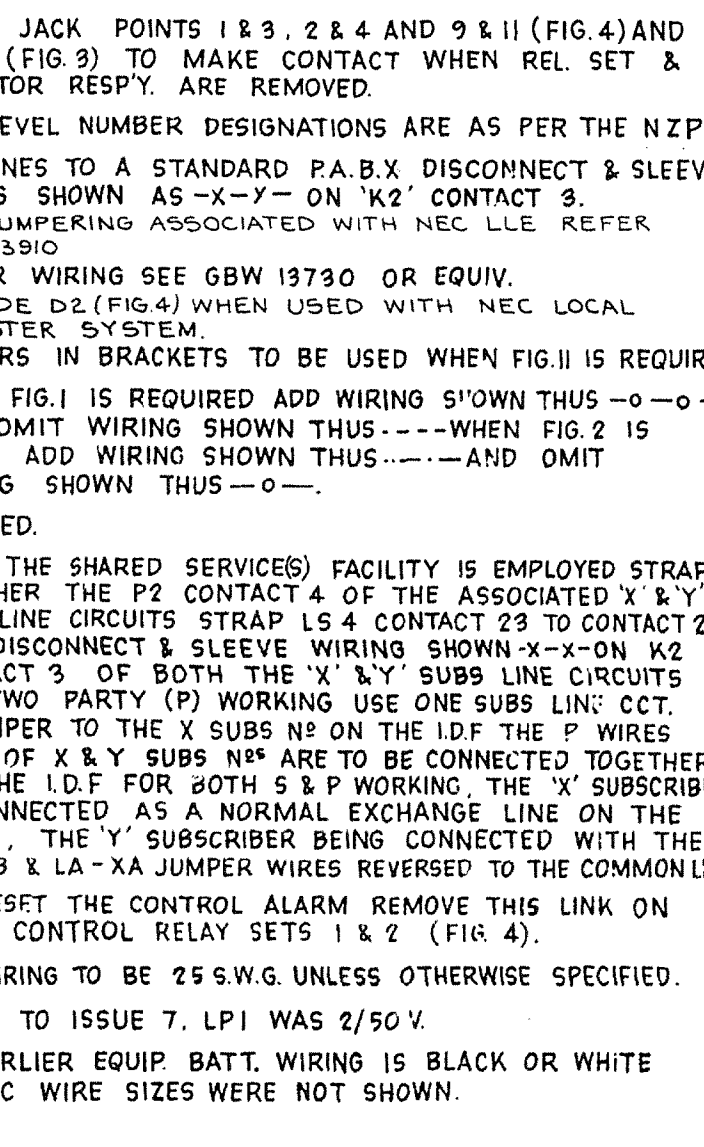 JACK POINTS 1 & 3, 2 & 4 AND 9 & 11 (FIG. 4) AND
(FIG. 3) TO MAKE CONTACT WHEN REL. SET &
TOR RESP'Y. ARE REMOVED.
EVEL NUMBER DESIGNATIONS ARE AS PER THE NZP
NES TO A STANDARD P.A.B.X DISCONNECT & SLEEV
S SHOWN AS -X-Y- ON 'K2' CONTACT 3.
UMPERING ASSOCIATED WITH NEC LLE REFER
3910
R WIRING SEE GBW 13730 OR EQUIV.
DE D2 (FIG.4) WHEN USED WITH NEC LOCAL
STER SYSTEM.
RS IN BRACKETS TO BE USED WHEN FIG.11 IS REQUIR
FIG.1 IS REQUIRED ADD WIRING SHOWN THUS -o-o-
OMIT WIRING SHOWN THUS ---- WHEN FIG. 2 IS
ADD WIRING SHOWN THUS ..-.- AND OMIT
G SHOWN THUS -o-.
ED.
THE SHARED SERVICE(S) FACILITY IS EMPLOYED STRAP
HER THE P2 CONTACT 4 OF THE ASSOCIATED 'X' & 'Y'
LINE CIRCUITS STRAP LS 4 CONTACT 23 TO CONTACT 2
DISCONNECT & SLEEVE WIRING SHOWN -X-X- ON K2
ACT 3 OF BOTH THE 'X' & 'Y' SUBS LINE CIRCUITS
TWO PARTY (P) WORKING USE ONE SUBS LINE CCT.
MPER TO THE X SUBS Nº ON THE I.D.F THE P WIRES
OF X & Y SUBS Nºs ARE TO BE CONNECTED TOGETHER
HE I.D.F FOR BOTH S & P WORKING, THE 'X' SUBSCRIB
NNECTED AS A NORMAL EXCHANGE LINE ON THE
, THE 'Y' SUBSCRIBER BEING CONNECTED WITH THE
B & LA - XA JUMPER WIRES REVERSED TO THE COMMON L
ESET THE CONTROL ALARM REMOVE THIS LINK ON
CONTROL RELAY SETS 1 & 2 (FIG. 4).
RING TO BE 25 S.W.G. UNLESS OTHERWISE SPECIFIED.
TO ISSUE 7. LP1 WAS 2/50 V.
RLIER EQUIP. BATT. WIRING IS BLACK OR WHITE
C WIRE SIZES WERE NOT SHOWN.